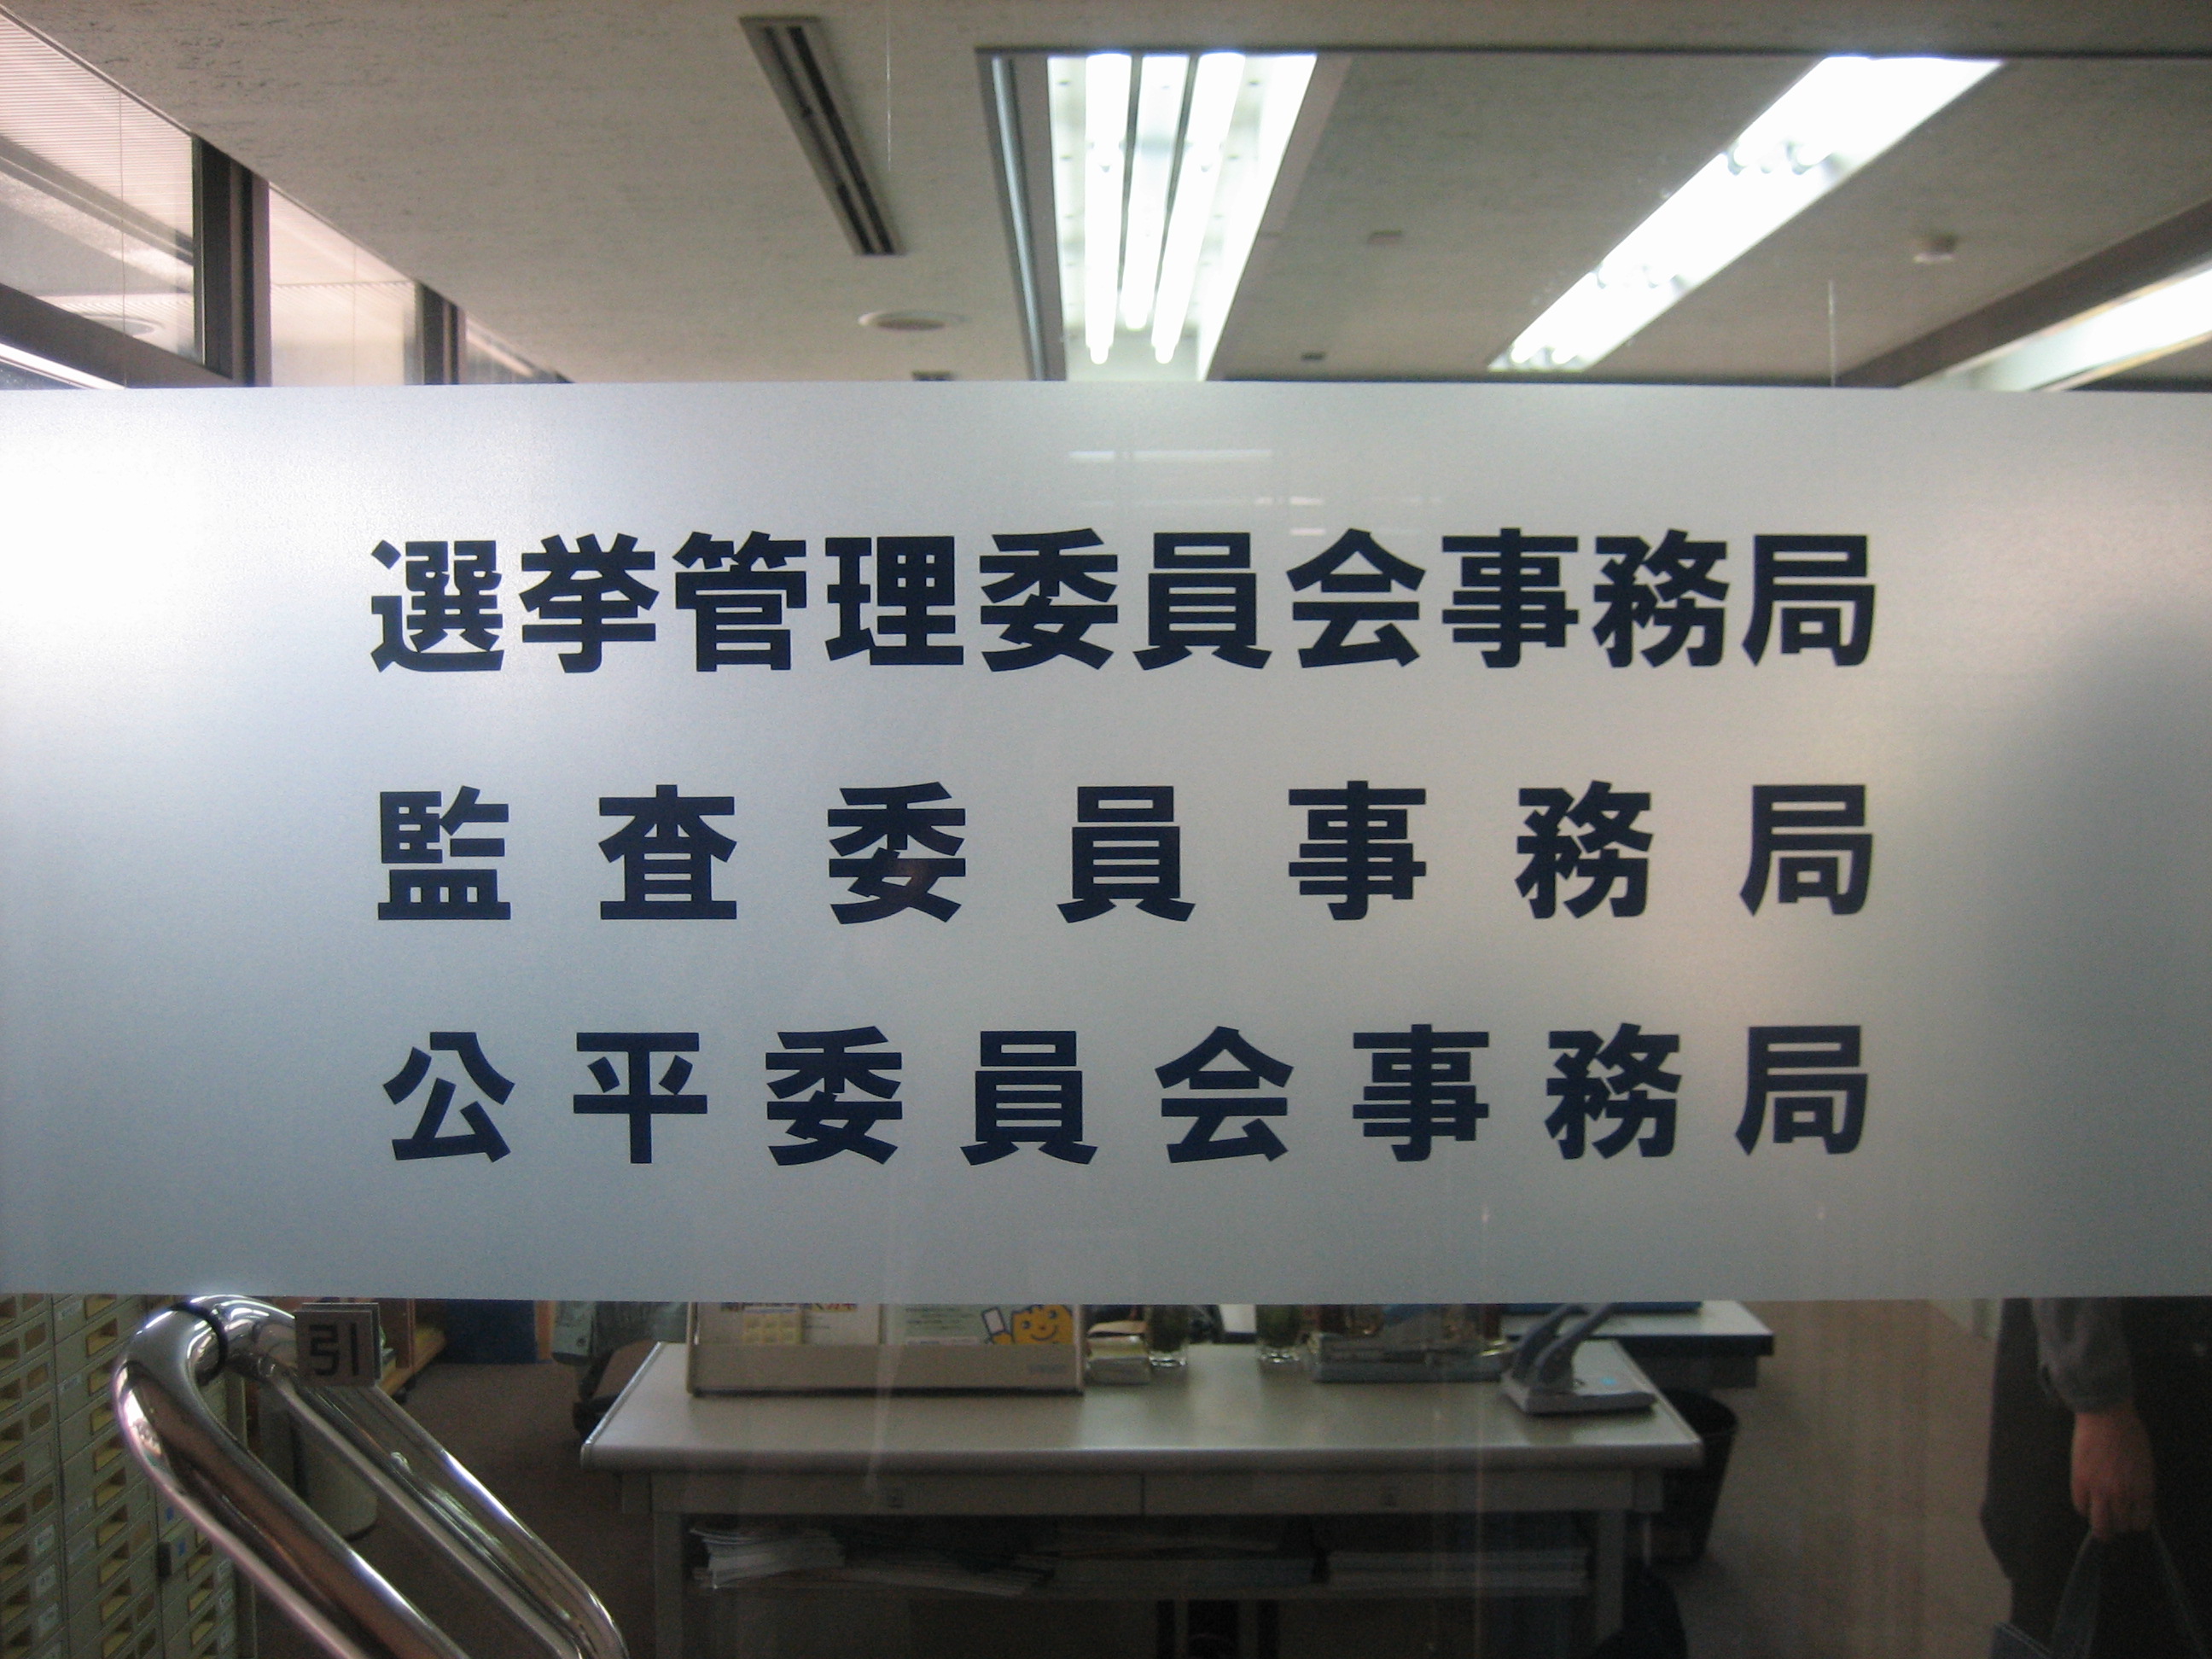 選挙管理委員会事務局
監査委員事務局
公平委員会事務局
引